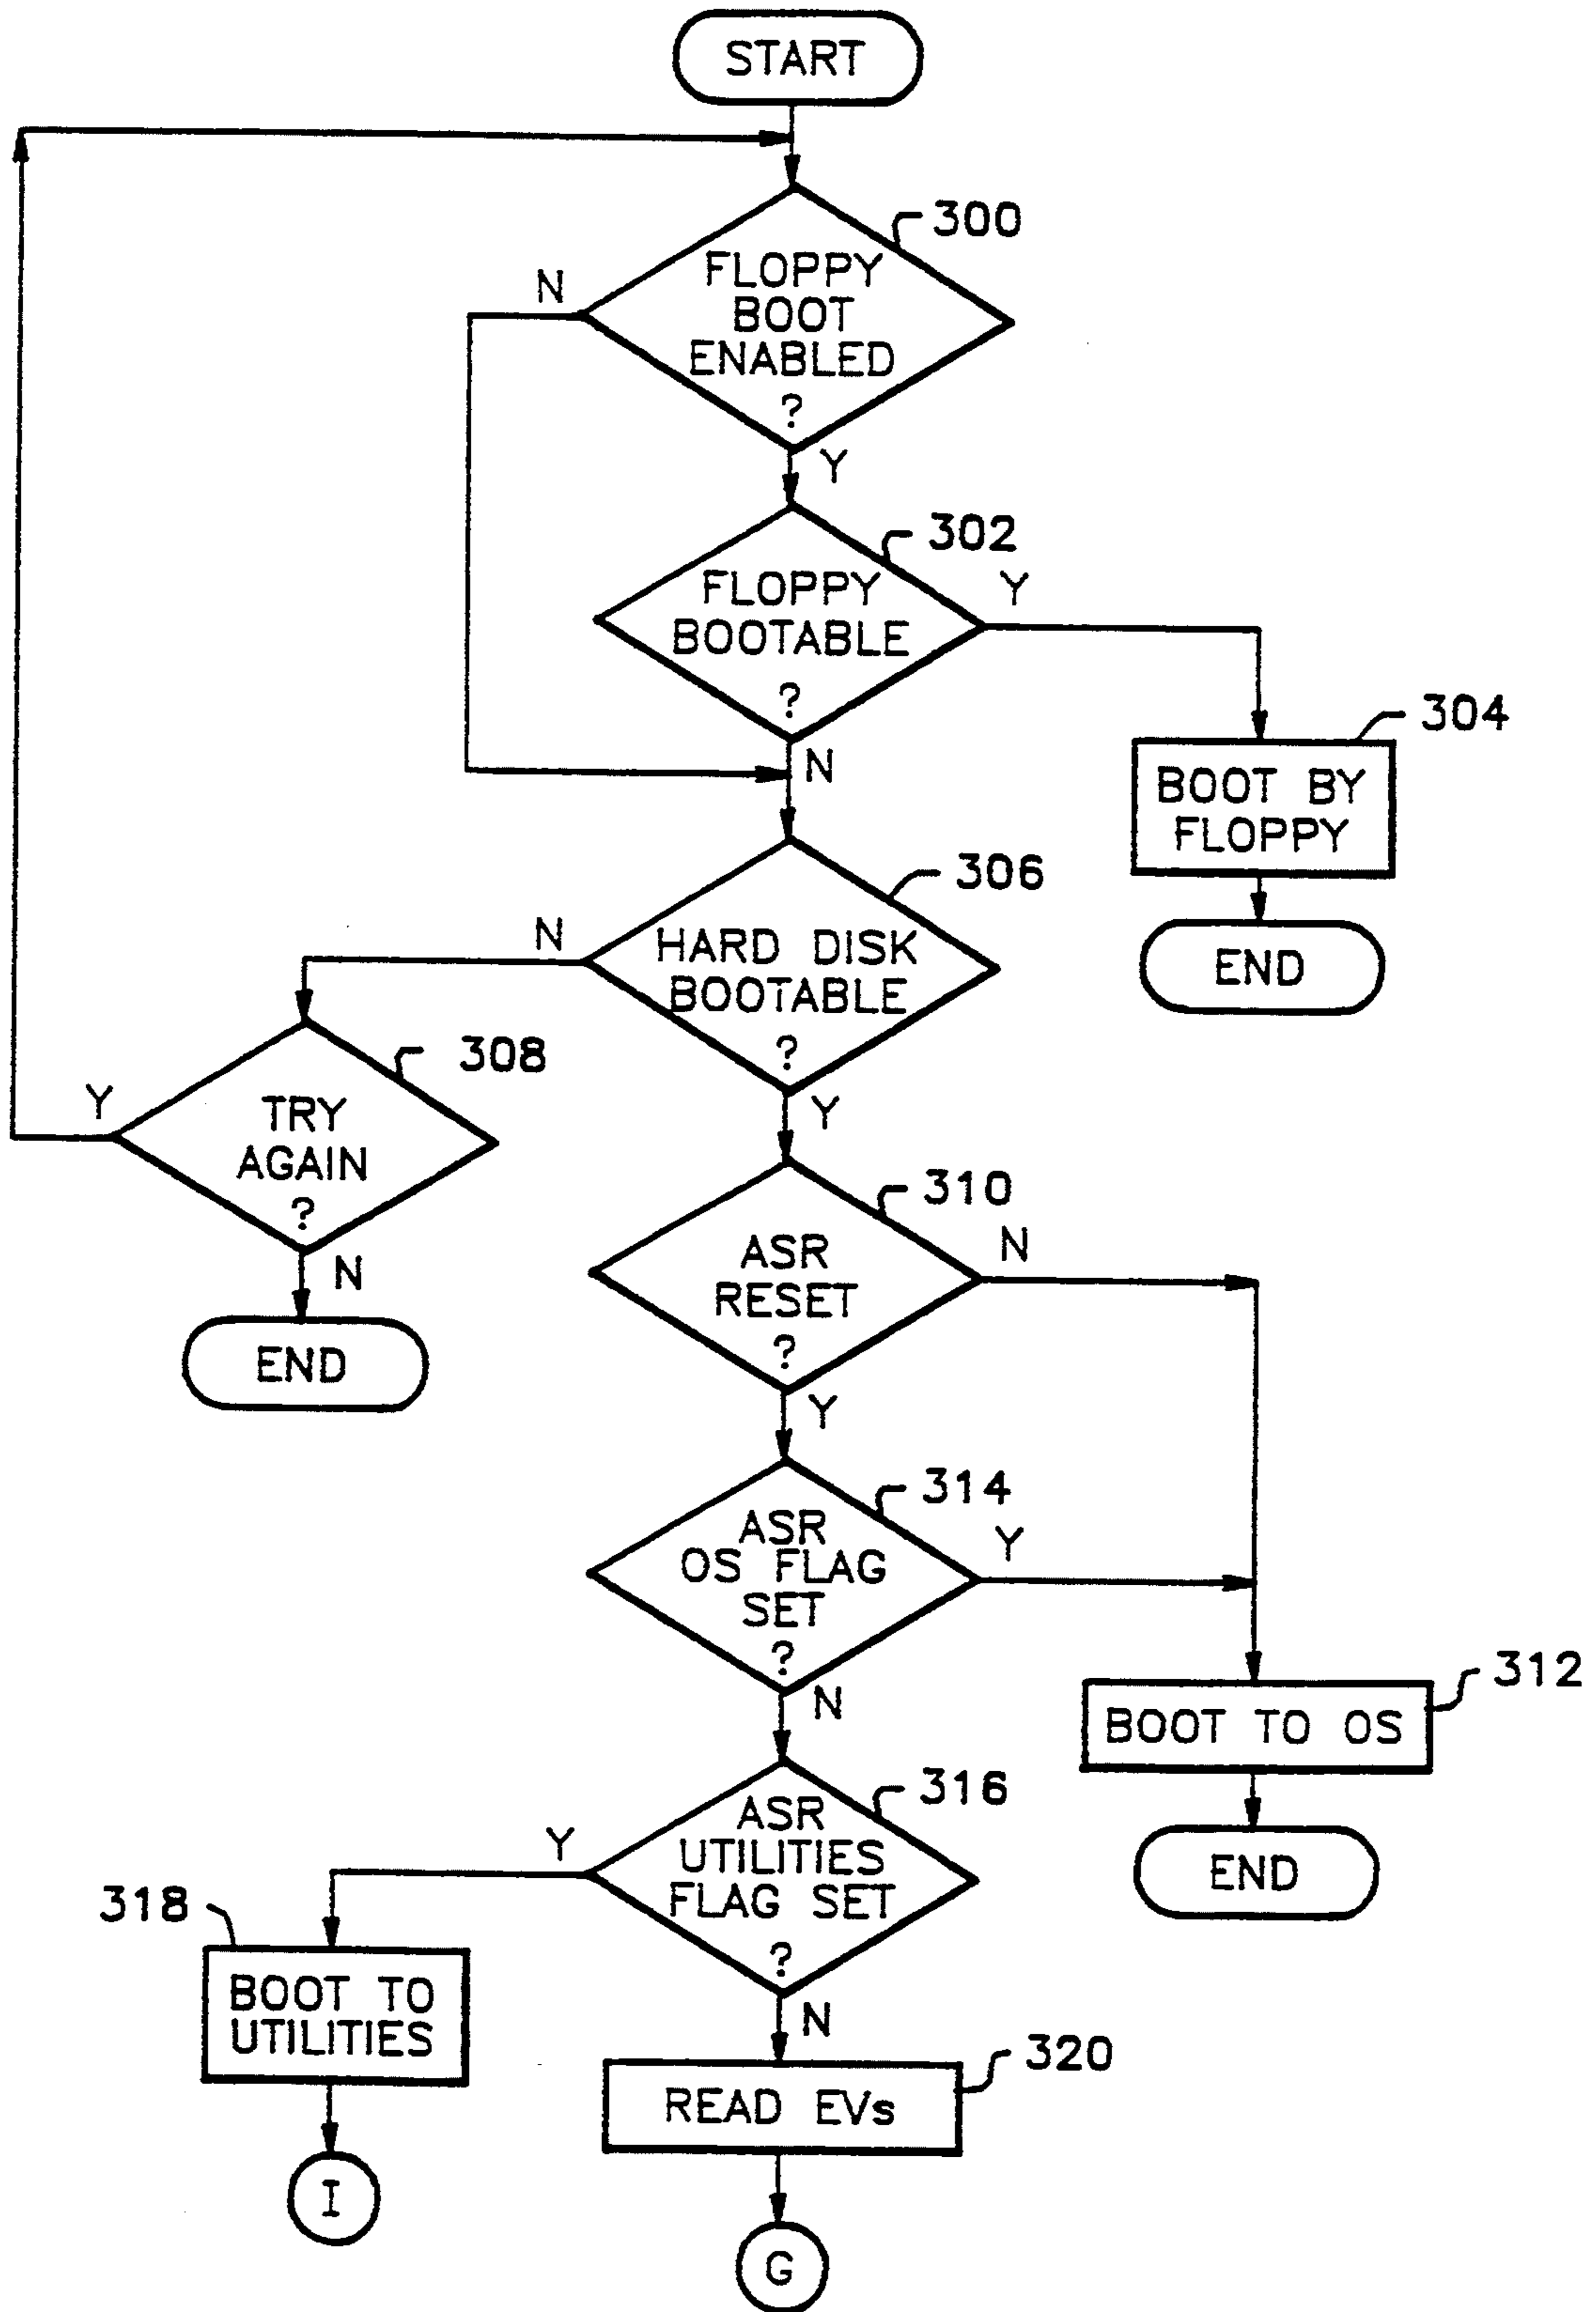 START
300
N
FLOPPY
BOOT
ENABLED
?
Y
302
FLOPPY
BOOTABLE
?
Y
N
304
BOOT BY
FLOPPY
END
306
N
HARD DISK
BOOTABLE
?
Y
308
Y
TRY
AGAIN
?
N
END
310
ASR
RESET
?
N
Y
314
ASR
OS FLAG
SET
?
Y
N
312
BOOT TO OS
END
316
ASR
UTILITIES
FLAG SET
?
Y
N
318
BOOT TO
UTILITIES
I
320
READ EVs
G